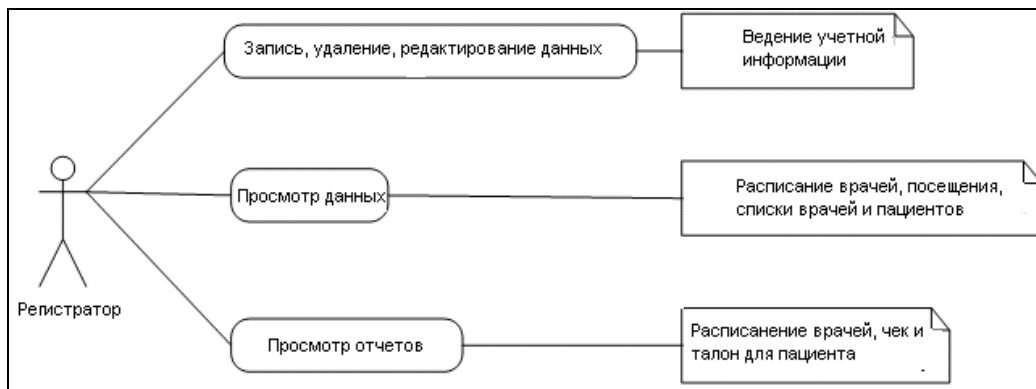 Запись, удаление, редактирование данных
Ведение учетной
информации
Просмотр данных
Расписание врачей, посещения,
списки врачей и пациентов
Регистратор
Просмотр отчетов
Расписанение врачей, чек и
талон для пациента